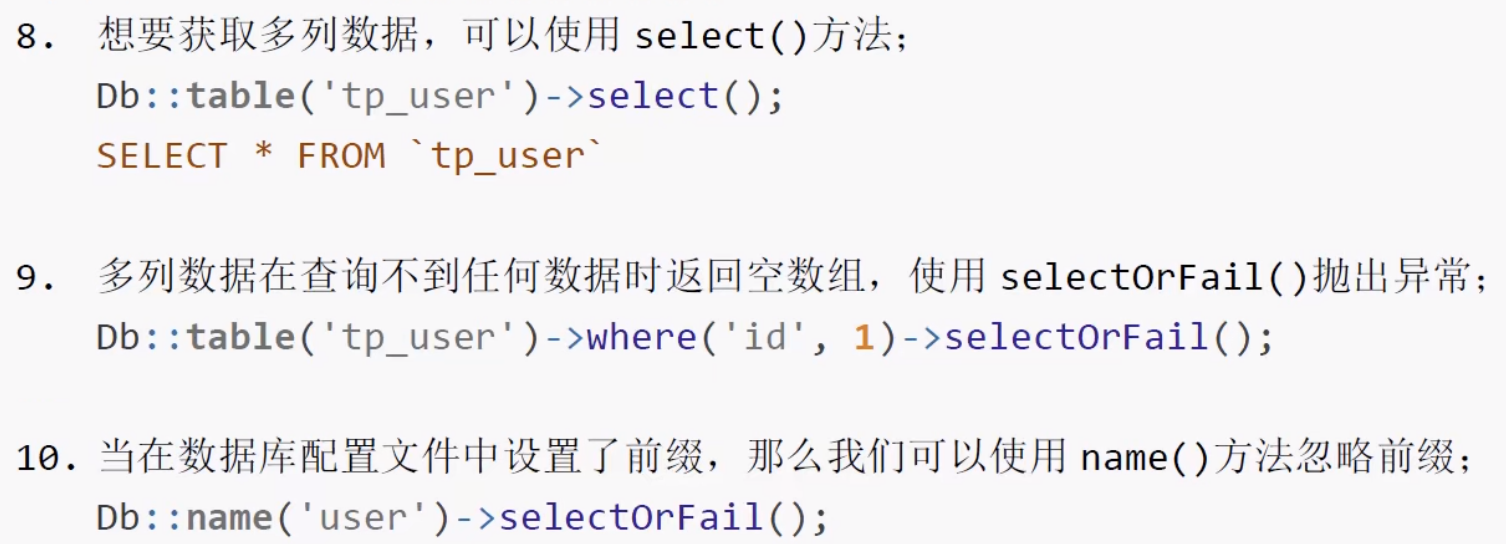 8. 想要获取多列数据，可以使用 select()方法；
Db::table('tp_user')->select();
SELECT * FROM `tp_user`
9. 多列数据在查询不到任何数据时返回空数组，使用 selectOrFail()抛出异常；
Db::table('tp_user')->where('id', 1)->selectOrFail();
10. 当在数据库配置文件中设置了前缀，那么我们可以使用 name()方法忽略前缀；
Db::name('user')->selectOrFail();